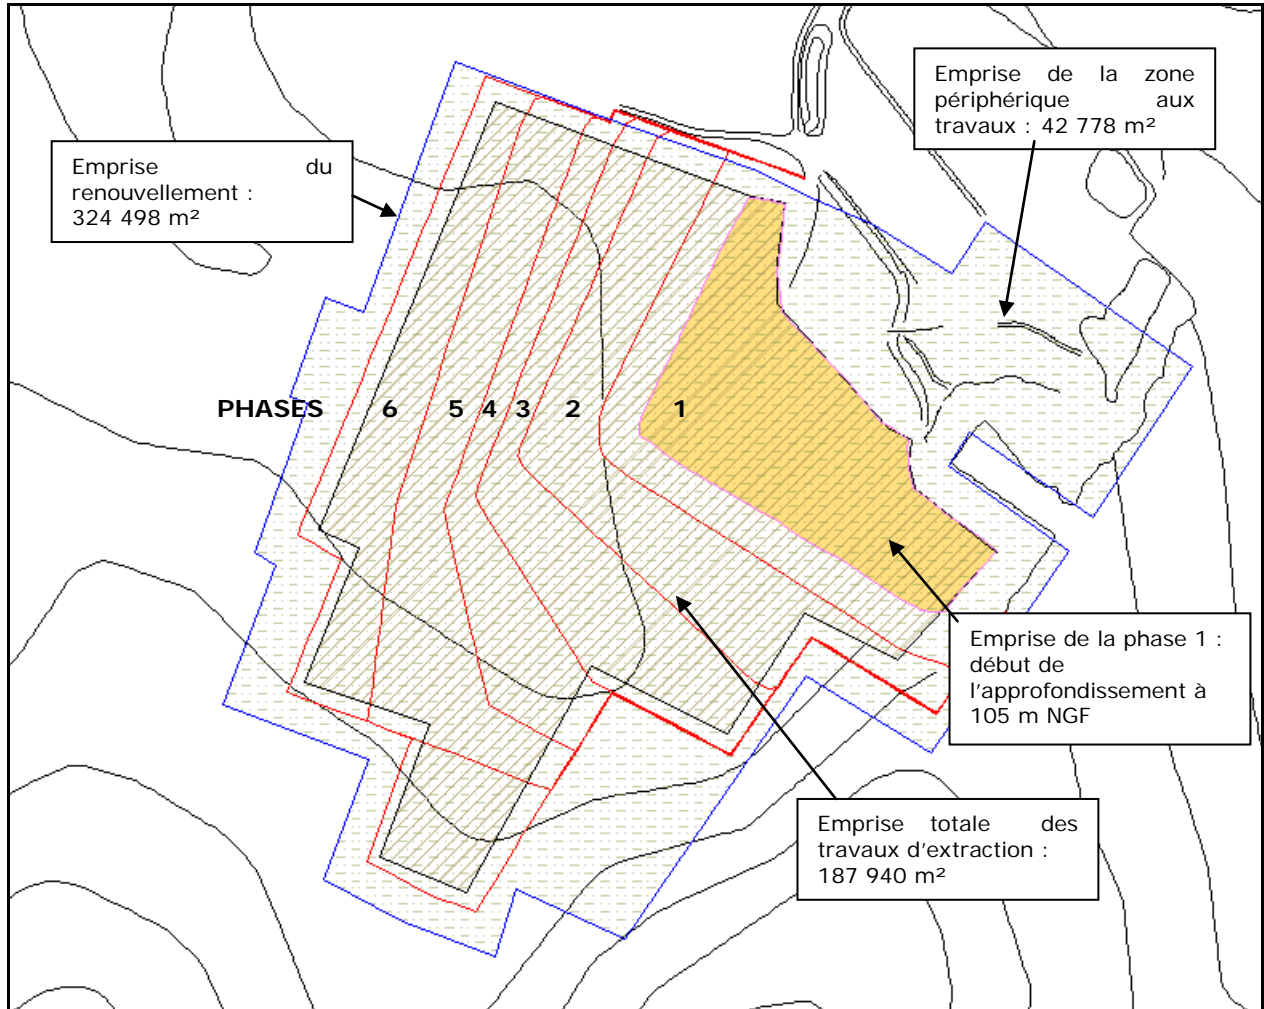 Emprise de la zone
périphérique aux
travaux : 42 778 m²
Emprise du
renouvellement :
324 498 m²
PHASES 6 5 4 3 2 1
Emprise de la phase 1 :
début de
l'approfondissement à
105 m NGF
Emprise totale des
travaux d'extraction :
187 940 m²